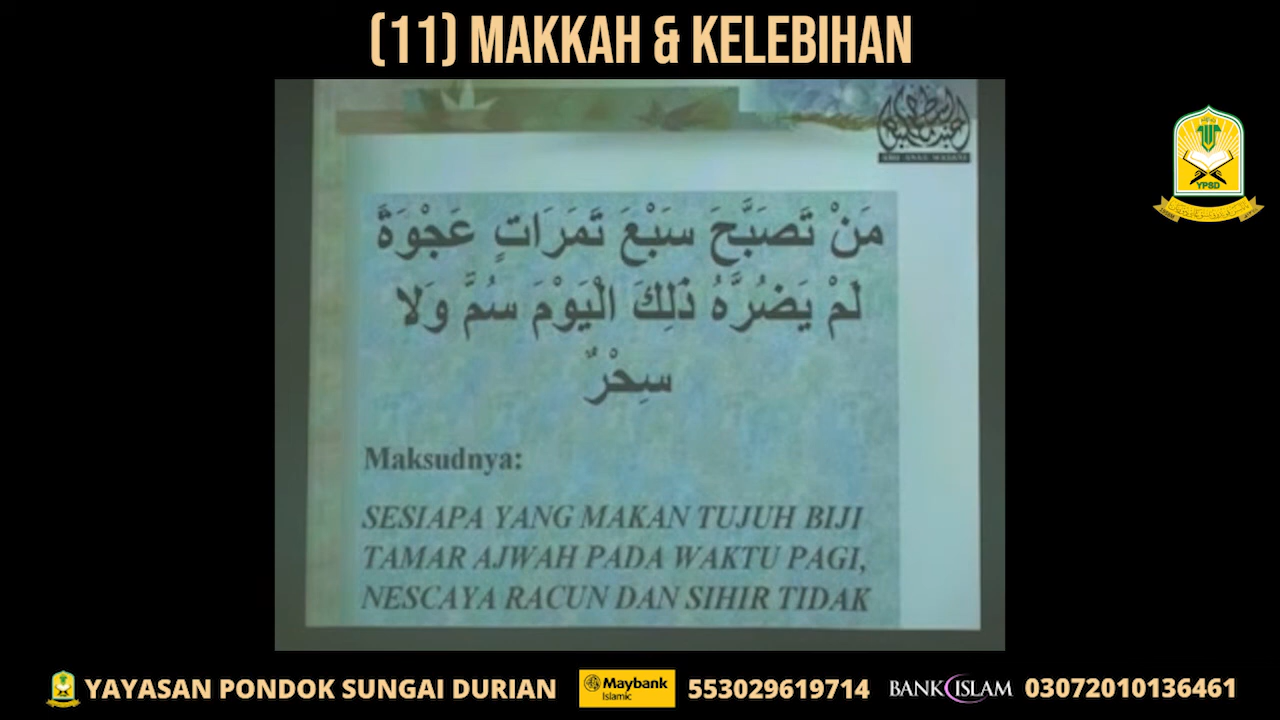 (11) MAKKAH & KELEBIHAN
مَنْ تَصَبَّحَ سَبْعَ تَمَرَاتٍ عَجْوَةً
لَمْ يَضُرَّهُ ذَلِكَ الْيَوْمَ سُمٌّ وَلا
سِحْرٌ
Maksudnya:
SESIAPA YANG MAKAN TUJUH BIJI
TAMAR AJWAH PADA WAKTU PAGI,
NESCAYA RACUN DAN SIHIR TIDAK
YPSD
YAYASAN PONDOK SUNGAI DURIAN
Maybank
Islamic
553029619714
BANK ISLAM
03072010136461